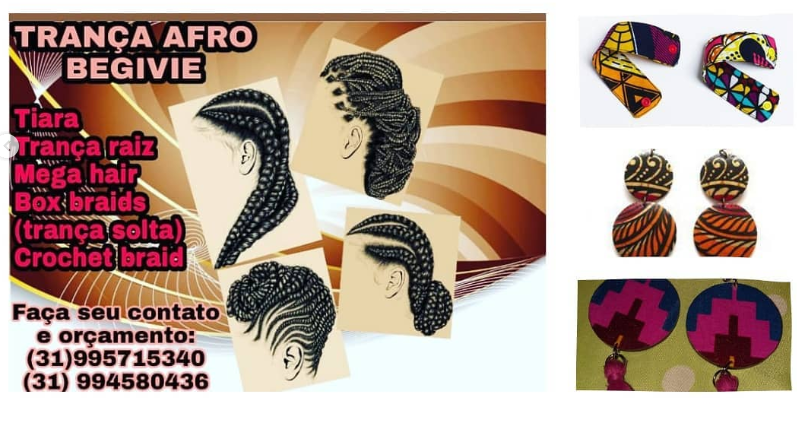 TRANÇA AFRO
BEGIVIE
Tiara
Trança raiz
Mega hair
Box braids
(trança solta)
Crochet braid
Faça seu contato
e orçamento:
(31)995715340
(31) 994580436